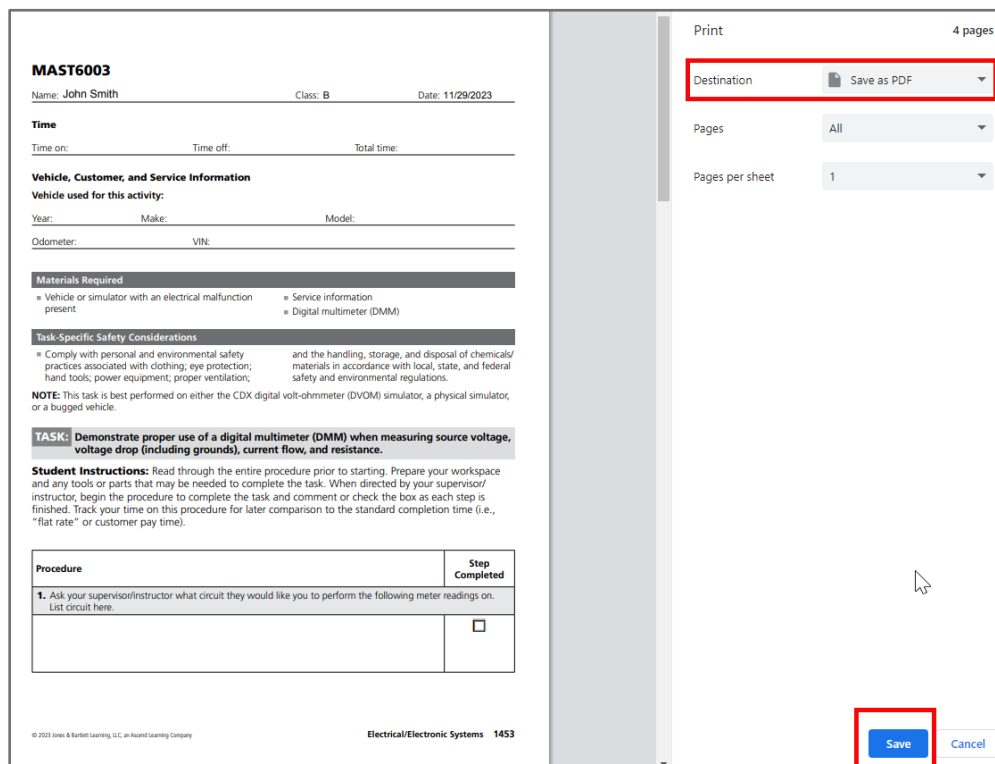 MAST6003
Name: John Smith Class: B Date: 11/29/2023
Time
Time on: Time off: Total time:
Vehicle, Customer, and Service Information
Vehicle used for this activity:
Year: Make: Model:
Odometer: VIN:
Materials Required
Vehicle or simulator with an electrical malfunction
present
Service information
Digital multimeter (DMM)
Task-Specific Safety Considerations
Comply with personal and environmental safety
practices associated with clothing; eye protection;
hand tools; power equipment; proper ventilation;
and the handling, storage, and disposal of chemicals/
materials in accordance with local, state, and federal
safety and environmental regulations.
NOTE: This task is best performed on either the CDX digital volt-ohmmeter (DVOM) simulator, a physical simulator,
or a bugged vehicle.
TASK: Demonstrate proper use of a digital multimeter (DMM) when measuring source voltage,
voltage drop (including grounds), current flow, and resistance.
Student Instructions: Read through the entire procedure prior to starting. Prepare your workspace
and any tools or parts that may be needed to complete the task. When directed by your supervisor/
instructor, begin the procedure to complete the task and comment or check the box as each step is
finished. Track your time on this procedure for later comparison to the standard completion time (i.e.,
“flat rate” or customer pay time).
Procedure
Step
Completed
1. Ask your supervisor/instructor what circuit they would like you to perform the following meter readings on.
List circuit here.
© 2023 Jones & Bartlett Learning, LLC, an Ascend Learning Company
Electrical/Electronic Systems 1453
Print 4 pages
Destination Save as PDF
Pages All
Pages per sheet 1
Save Cancel